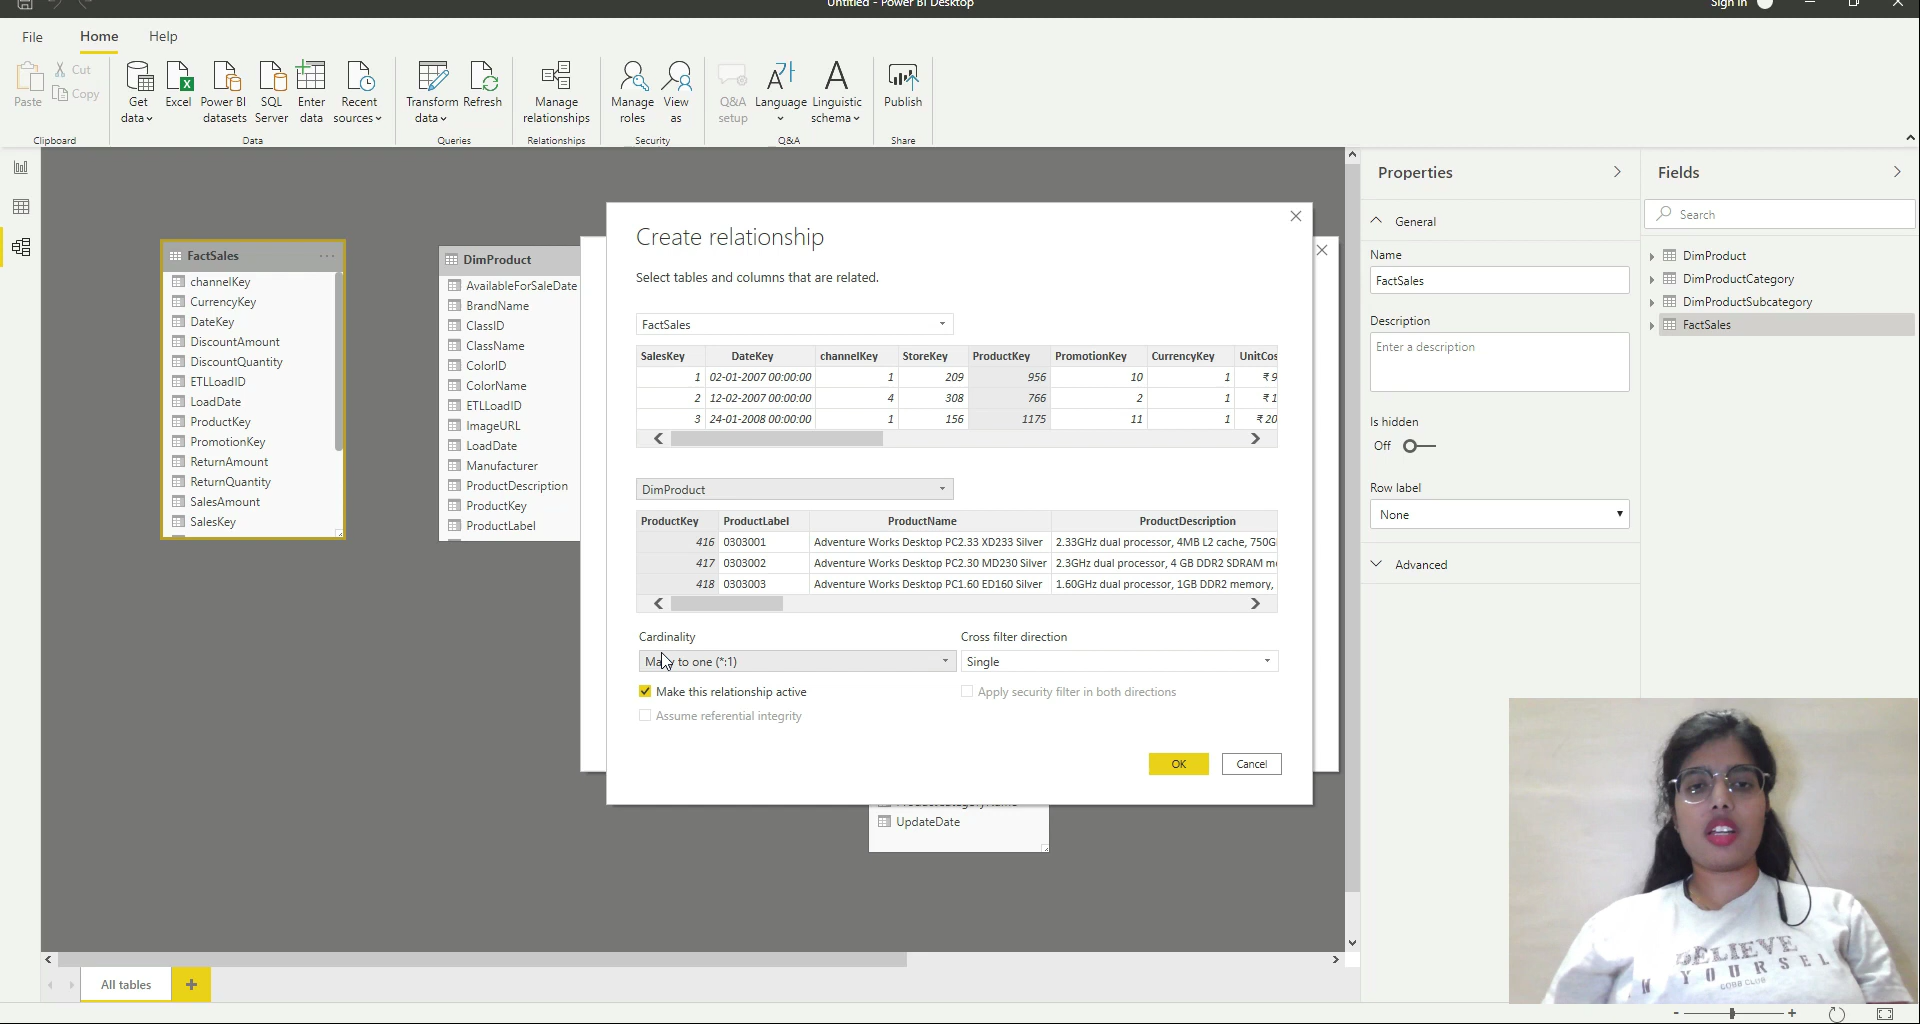 Untitled - Power BI Desktop
Sign in
File
Home
Help
Paste
Cut
Copy
Clipboard
Get data
Excel
Power BI datasets
SQL Server
Enter data
Recent sources
Data
Transform data
Refresh
Queries
Manage relationships
Relationships
Manage roles
View as
Security
Q&A setup
Language
Linguistic schema
Q&A
Publish
Share
FactSales
channelKey
CurrencyKey
DateKey
DiscountAmount
DiscountQuantity
ETLLoadID
LoadDate
ProductKey
PromotionKey
ReturnAmount
ReturnQuantity
SalesAmount
SalesKey
DimProduct
AvailableForSaleDate
BrandName
ClassID
ClassName
ColorID
ColorName
ETLLoadID
ImageURL
LoadDate
Manufacturer
ProductDescription
ProductKey
ProductLabel
Create relationship
Select tables and columns that are related.
FactSales
SalesKey DateKey channelKey StoreKey ProductKey PromotionKey CurrencyKey UnitCos
1 02-01-2007 00:00:00 1 209 956 10 1 ₹9
2 12-02-2007 00:00:00 4 308 766 2 1 ₹1
3 24-01-2008 00:00:00 1 156 1175 11 1 ₹20
DimProduct
ProductKey ProductLabel ProductName ProductDescription
416 0303001 Adventure Works Desktop PC2.33 XD233 Silver 2.33GHz dual processor, 4MB L2 cache, 750G
417 0303002 Adventure Works Desktop PC2.30 MD230 Silver 2.3GHz dual processor, 4 GB DDR2 SDRAM m
418 0303003 Adventure Works Desktop PC1.60 ED160 Silver 1.60GHz dual processor, 1GB DDR2 memory,
Cardinality
Many to one (*:1)
Cross filter direction
Single
Make this relationship active
Apply security filter in both directions
Assume referential integrity
OK
Cancel
UpdateDate
Properties
General
Name
FactSales
Description
Enter a description
Is hidden
Off
Row label
None
Advanced
Fields
Search
DimProduct
DimProductCategory
DimProductSubcategory
FactSales
All tables
BELIEVE
YOURSEL